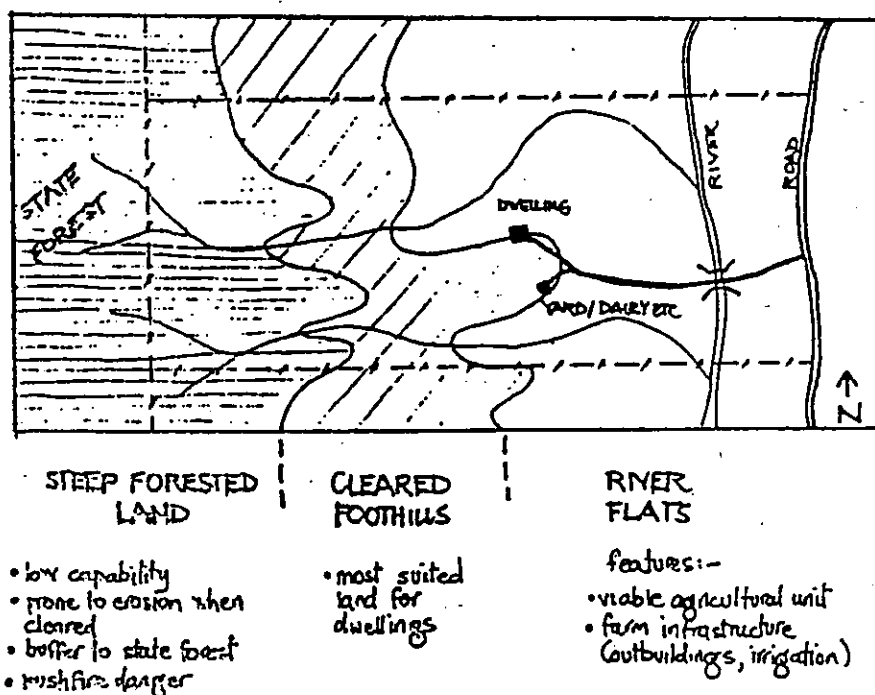 STATE
FOREST
DWELLING
YARD/DAIRY ETC
RIVER
ROAD
N
STEEP FORESTED
LAND
• low capability
• prone to erosion when
cleared
• buffer to state forest
• bushfire danger
CLEARED
FOOTHILLS
• most suited
land for
dwellings
RIVER
FLATS
features:-
• viable agricultural unit
• farm infrastructure
(outbuildings, irrigation)